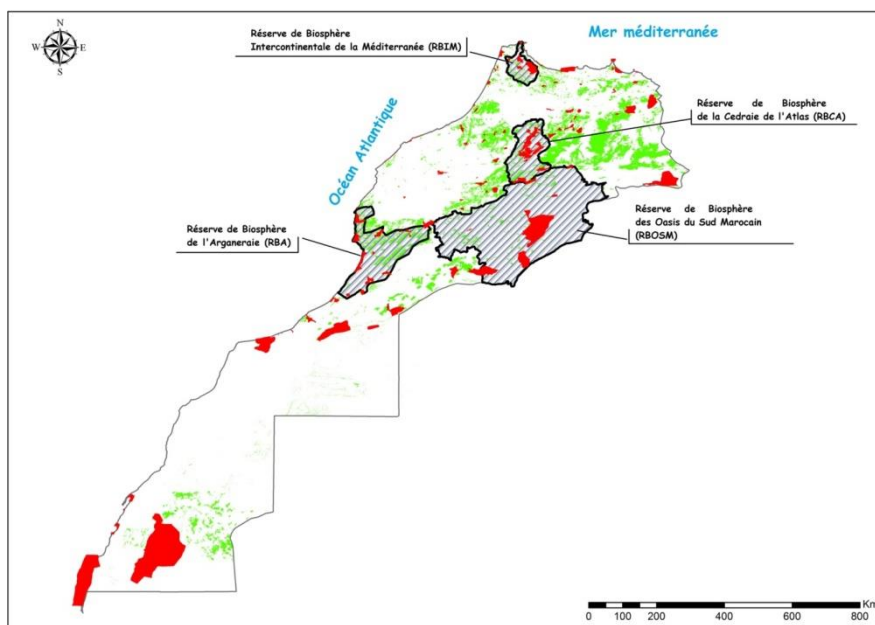 N
W
E
S
Réserve de Biosphère
Intercontinentale de la Méditerranée (RBIM)
Mer méditerranée
Océan Atlantique
Réserve de Biosphère
de la Cedraie de l'Atlas (RBCA)
Réserve de Biosphère
des Oasis du Sud Marocain
(RBOSM)
Réserve de Biosphère
de l'Arganeraie (RBA)
0 100 200 400 600 800 Km